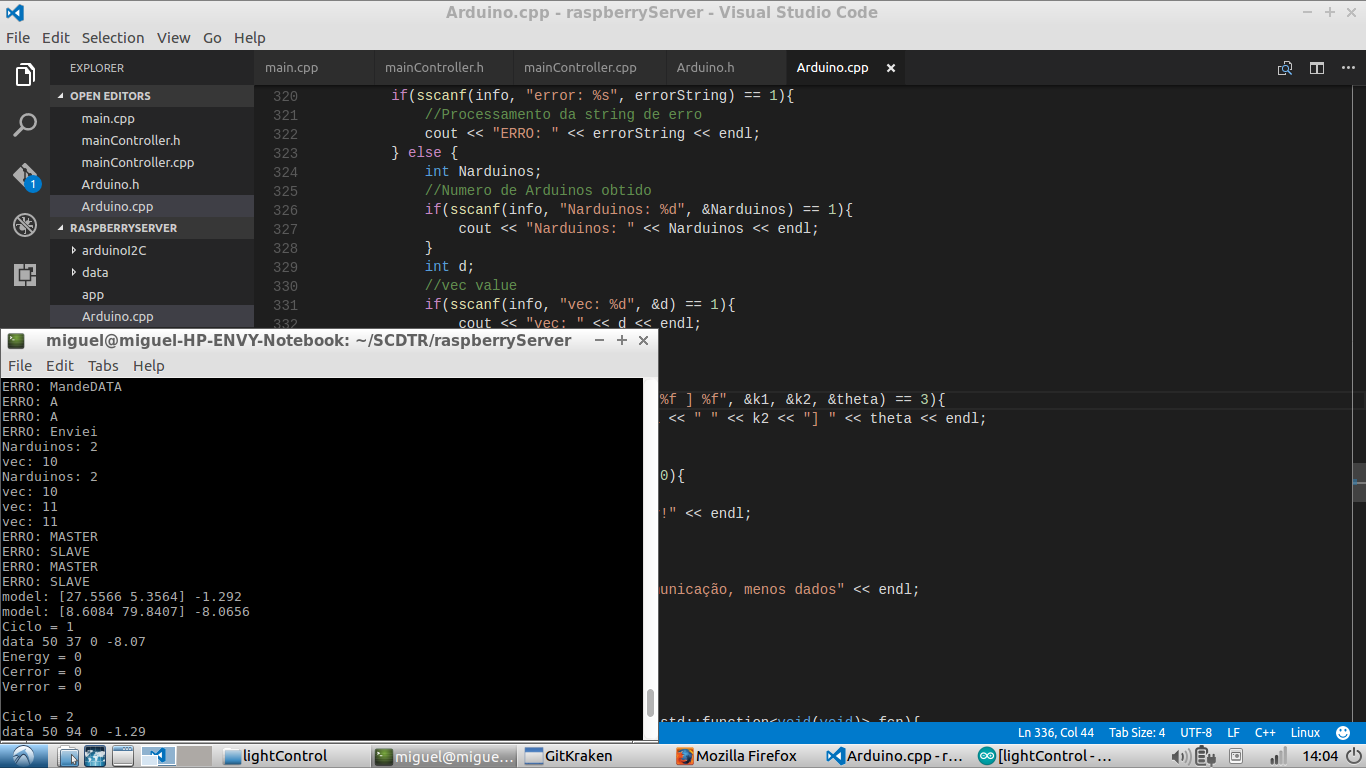 Arduino.cpp - raspberryServer - Visual Studio Code
File Edit Selection View Go Help
EXPLORER
main.cpp mainController.h mainController.cpp Arduino.h Arduino.cpp
OPEN EDITORS
main.cpp
mainController.h
mainController.cpp
Arduino.h
Arduino.cpp
1
RASPBERRYSERVER
arduinoI2C
data
app
Arduino.cpp
320 if(sscanf(info, "error: %s", errorString) == 1){
321 //Processamento da string de erro
322 cout << "ERRO: " << errorString << endl;
323 } else {
324 int Narduinos;
325 //Numero de Arduinos obtido
326 if(sscanf(info, "Narduinos: %d", &Narduinos) == 1){
327 cout << "Narduinos: " << Narduinos << endl;
328 }
329 int d;
330 //vec value
331 if(sscanf(info, "vec: %d", &d) == 1){
332 cout << "vec: " << d << endl;
%f ] %f", &k1, &k2, &theta) == 3){
<< " " << k2 << "] " << theta << endl;
0){
!" << endl;
unicação, menos dados" << endl;
std::function<void(void)> fcn){
miguel@miguel-HP-ENVY-Notebook: ~/SCDTR/raspberryServer
File Edit Tabs Help
ERRO: MandeDATA
ERRO: A
ERRO: A
ERRO: Enviei
Narduinos: 2
vec: 10
Narduinos: 2
vec: 10
vec: 11
vec: 11
ERRO: MASTER
ERRO: SLAVE
ERRO: MASTER
ERRO: SLAVE
model: [27.5566 5.3564] -1.292
model: [8.6084 79.8407] -8.0656
Ciclo = 1
data 50 37 0 -8.07
Energy = 0
Cerror = 0
Verror = 0
Ciclo = 2
data 50 94 0 -1.29
Ln 336, Col 44 Tab Size: 4 UTF-8 LF C++ Linux
lightControl miguel@migue... GitKraken Mozilla Firefox Arduino.cpp - r... [lightControl - ... 14:04